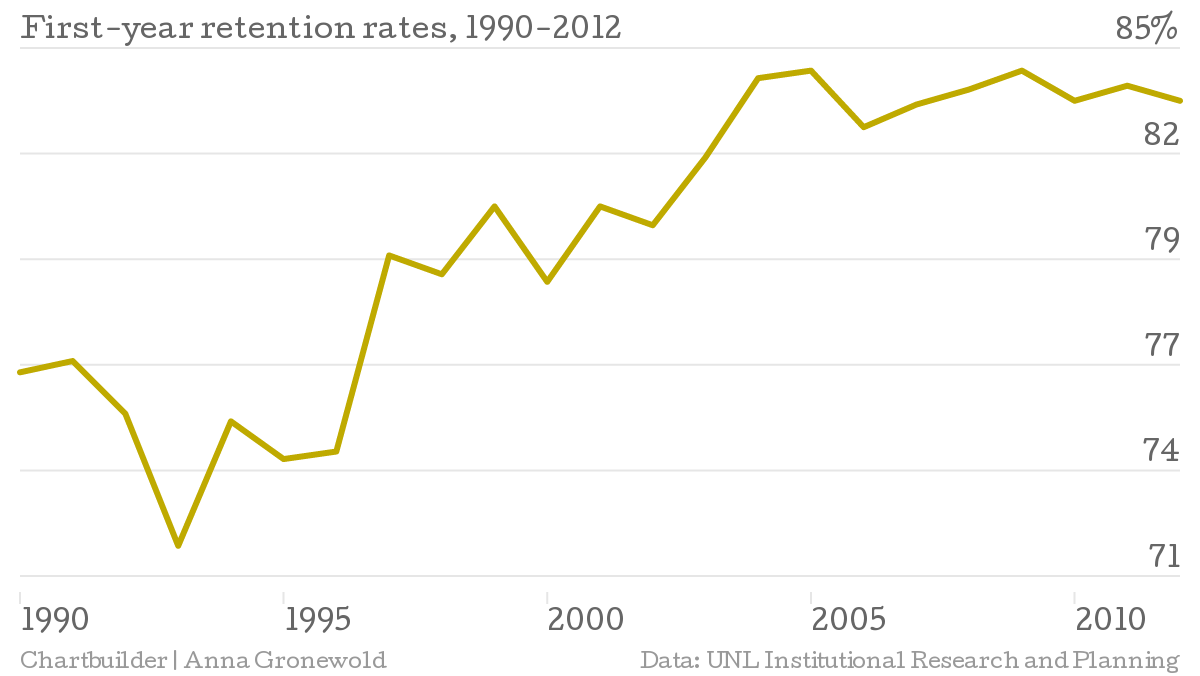 First-year retention rates, 1990-2012
85%
82
79
77
74
71
1990 1995 2000 2005 2010
Chartbuilder | Anna Gronewold
Data: UNL Institutional Research and Planning